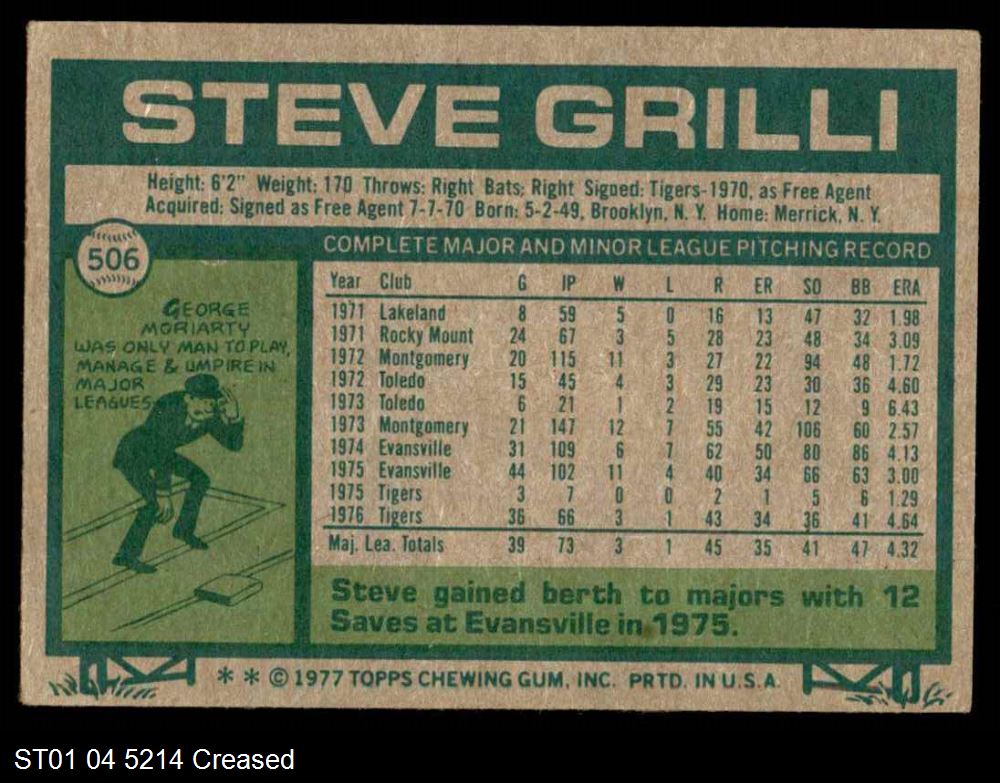 STEVE GRILLI
Height: 6'2" Weight: 170 Throws: Right Bats: Right Signed: Tigers-1970, as Free Agent
Acquired: Signed as Free Agent 7-7-70 Born: 5-2-49, Brooklyn, N. Y. Home: Merrick, N. Y.
506
GEORGE
MORIARTY
WAS ONLY MAN TO PLAY,
MANAGE & UMPIRE IN
MAJOR
LEAGUES
COMPLETE MAJOR AND MINOR LEAGUE PITCHING RECORD
Year Club G IP W L R ER SO BB ERA
1971 Lakeland 8 59 5 0 16 13 47 32 1.98
1971 Rocky Mount 24 67 3 5 28 23 48 34 3.09
1972 Montgomery 20 115 11 3 27 22 94 48 1.72
1972 Toledo 15 45 4 3 29 23 30 36 4.60
1973 Toledo 6 21 1 2 19 15 12 9 6.43
1973 Montgomery 21 147 12 7 55 42 106 60 2.57
1974 Evansville 31 109 6 7 62 50 80 86 4.13
1975 Evansville 44 102 11 4 40 34 66 63 3.00
1975 Tigers 3 7 0 0 2 1 5 6 1.29
1976 Tigers 36 66 3 1 43 34 36 41 4.64
Maj. Lea. Totals 39 73 3 1 45 35 41 47 4.32
Steve gained berth to majors with 12
Saves at Evansville in 1975.
* * © 1977 TOPPS CHEWING GUM, INC. PRTD. IN U.S.A.
ST01 04 5214 Creased